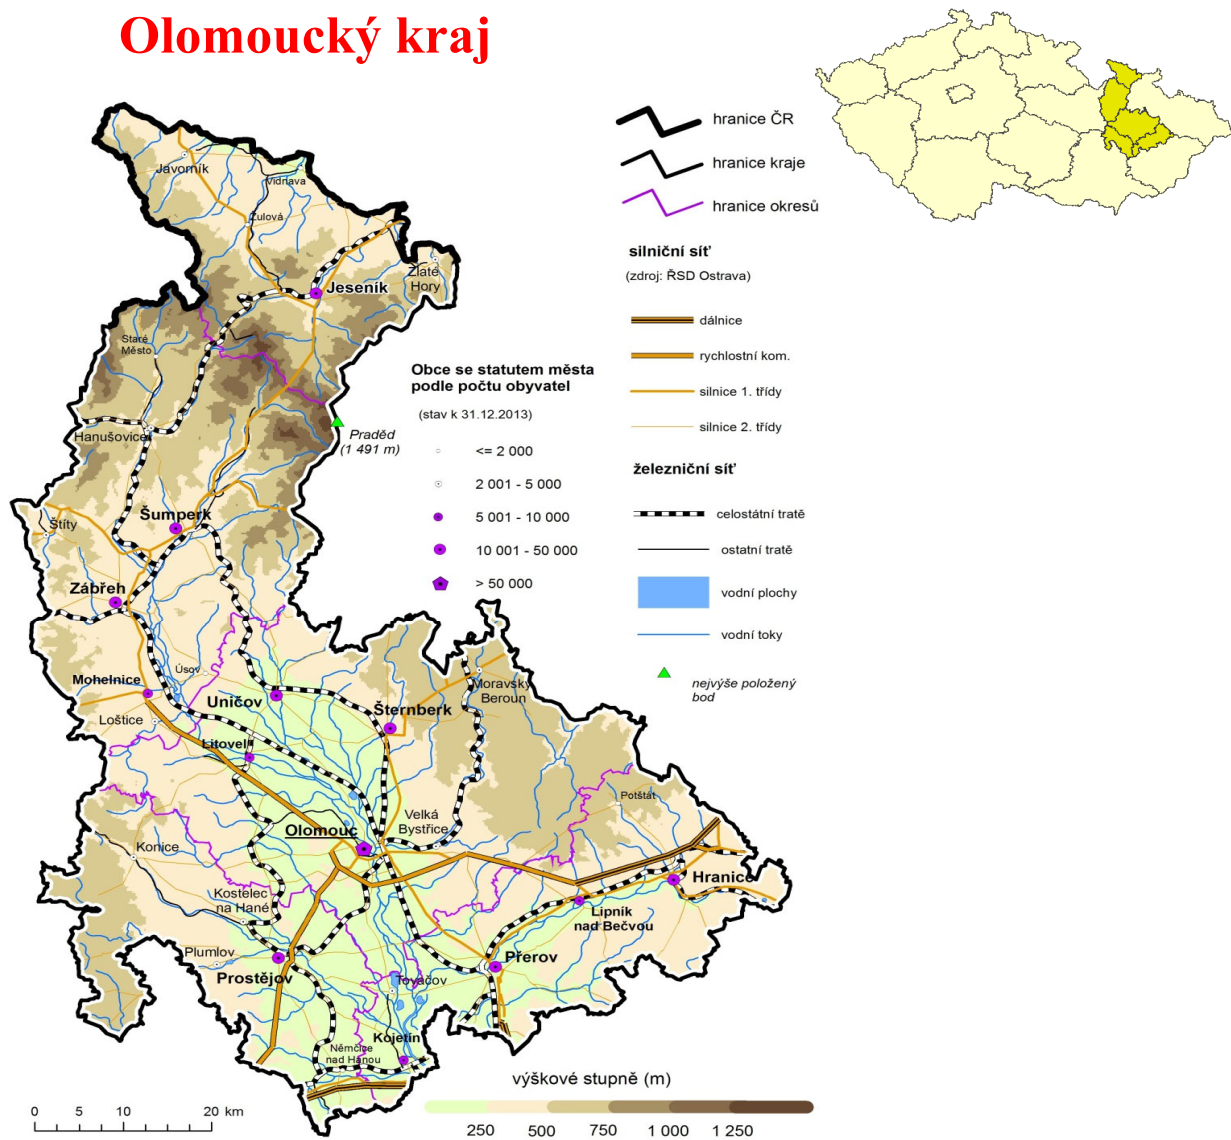 Olomoucký kraj
hranice ČR
hranice kraje
hranice okresů
silniční síť
(zdroj: ŘSD Ostrava)
dálnice
rychlostní kom.
silnice 1. třídy
silnice 2. třídy
železniční síť
celostátní tratě
ostatní tratě
vodní plochy
vodní toky
nejvýše položený
bod
Obce se statutem města
podle počtu obyvatel
(stav k 31.12.2013)
<= 2 000
2 001 - 5 000
5 001 - 10 000
10 001 - 50 000
> 50 000
Javorník
Vidnava
Žulová
Zlaté
Hory
Jeseník
Staré
Město
Hanušovice
Praděd
(1 491 m)
Štíty
Šumperk
Zábřeh
Úsov
Mohelnice
Loštice
Uničov
Šternberk
Moravský
Beroun
Litovel
Potštát
Velká
Bystřice
Olomouc
Konice
Hranice
Kostelec
na Hané
Lipník
nad Bečvou
Plumlov
Prostějov
Přerov
Tovačov
Kojetín
Němčice
nad Hanou
výškové stupně (m)
250 500 750 1 000 1 250
0 5 10 20 km